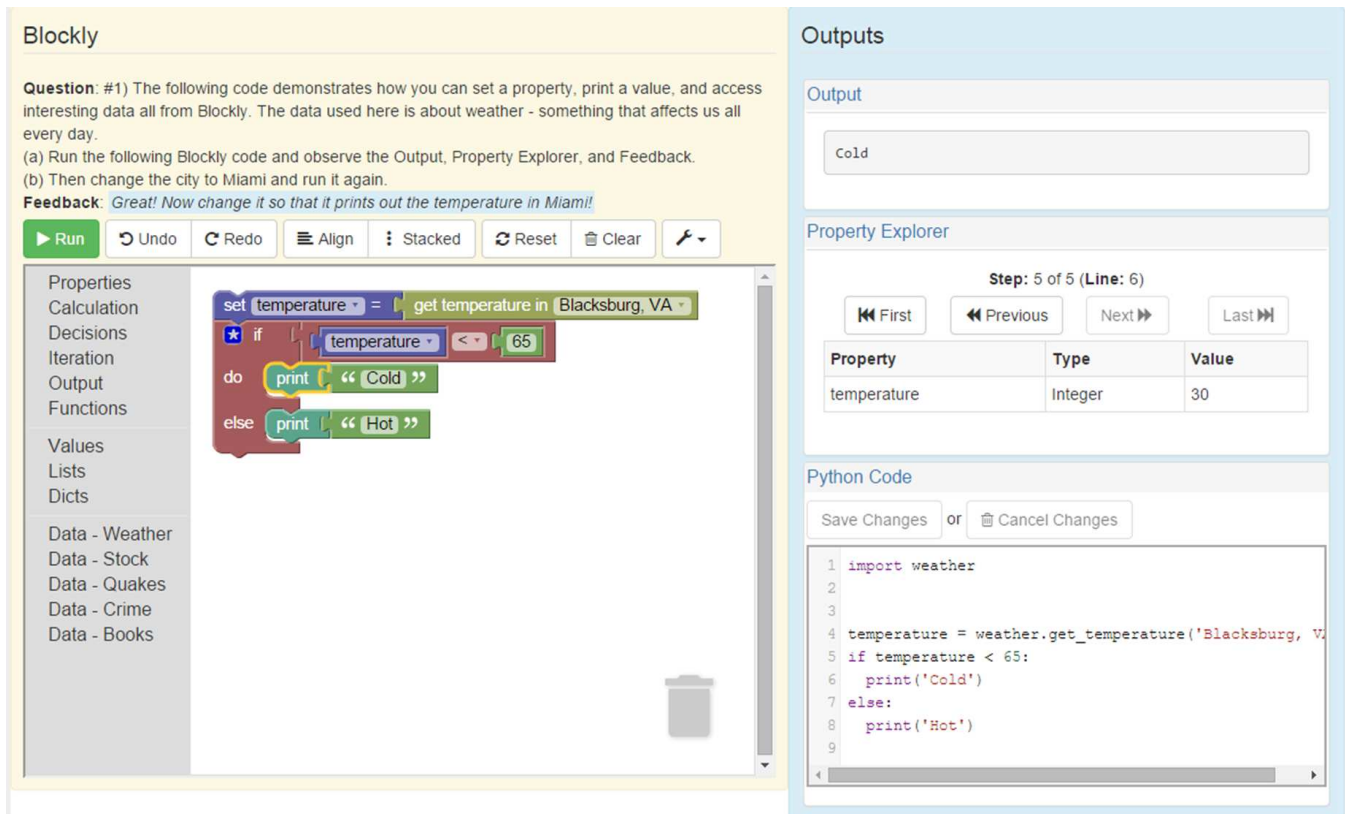 Blockly
Question: #1) The following code demonstrates how you can set a property, print a value, and access
interesting data all from Blockly. The data used here is about weather - something that affects us all
every day.
(a) Run the following Blockly code and observe the Output, Property Explorer, and Feedback.
(b) Then change the city to Miami and run it again.
Feedback: Great! Now change it so that it prints out the temperature in Miami!
Run Undo Redo Align Stacked Reset Clear
Properties
Calculation
Decisions
Iteration
Output
Functions
Values
Lists
Dicts
Data - Weather
Data - Stock
Data - Quakes
Data - Crime
Data - Books
set temperature = get temperature in Blacksburg, VA
if temperature < 65
do print “ Cold ”
else print “ Hot ”
Outputs
Output
Cold
Property Explorer
Step: 5 of 5 (Line: 6)
First Previous Next Last
Property Type Value
temperature Integer 30
Python Code
Save Changes or Cancel Changes
1 import weather
2
3
4 temperature = weather.get_temperature('Blacksburg, V
5 if temperature < 65:
6 print('Cold')
7 else:
8 print('Hot')
9